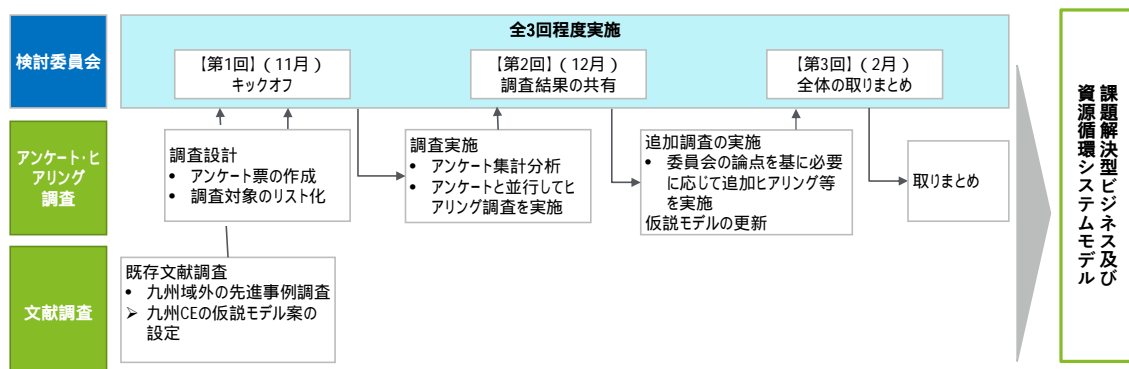 検討委員会
全3回程度実施
【第1回】(11月)
キックオフ
【第2回】(12月)
調査結果の共有
【第3回】(2月)
全体の取りまとめ
アンケート・ヒ
アリング
調査
調査設計
• アンケート票の作成
• 調査対象のリスト化
調査実施
• アンケート集計分析
• アンケートと並行してヒ
アリング調査を実施
追加調査の実施
• 委員会の論点を基に必要
に応じて追加ヒアリング等
を実施
仮説モデルの更新
取りまとめ
文献調査
既存文献調査
• 九州域外の先進事例調査
➢ 九州CEの仮説モデル案の
設定
課題解決型ビジネス及び
資源循環システムモデル